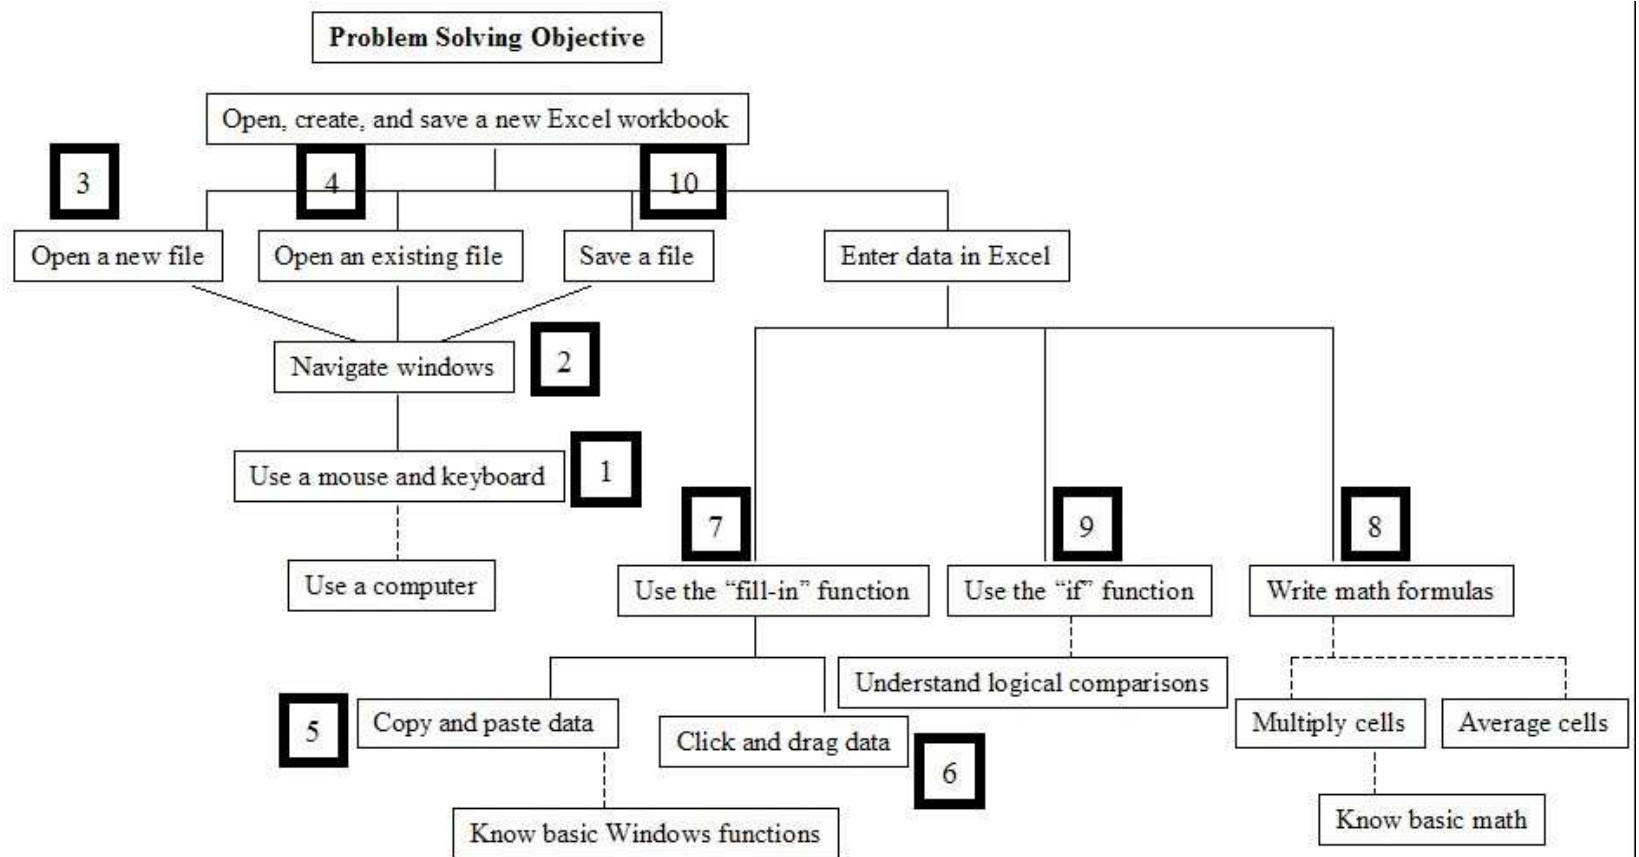 Problem Solving Objective
Open, create, and save a new Excel workbook
3
4
10
Open a new file
Open an existing file
Save a file
Enter data in Excel
Navigate windows
2
Use a mouse and keyboard
1
7
9
8
Use a computer
Use the “fill-in” function
Use the “if” function
Write math formulas
Understand logical comparisons
5
Copy and paste data
Click and drag data
Multiply cells
Average cells
6
Know basic Windows functions
Know basic math